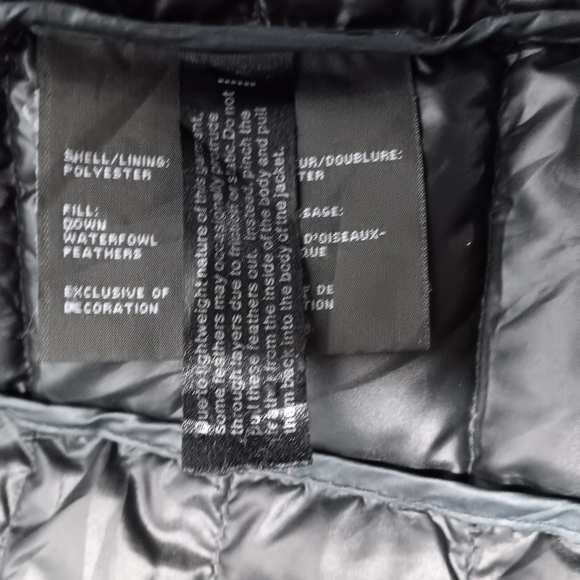 SHELL/LINING:
POLYESTER
FILL:
DOWN
WATERFOWL
FEATHERS
EXCLUSIVE OF
DECORATION
UR/DOUBLURE:
TER
SAGE:
D'OISEAUX-
QUE
F DE
TION
Due to lightweight nature of this garment,
Some feathers may occasionally protrude
through layers due to friction or static. Do not
pull these feathers out. Instead, pinch the
feather from the inside of the body and pull
them back into the body of the jacket.